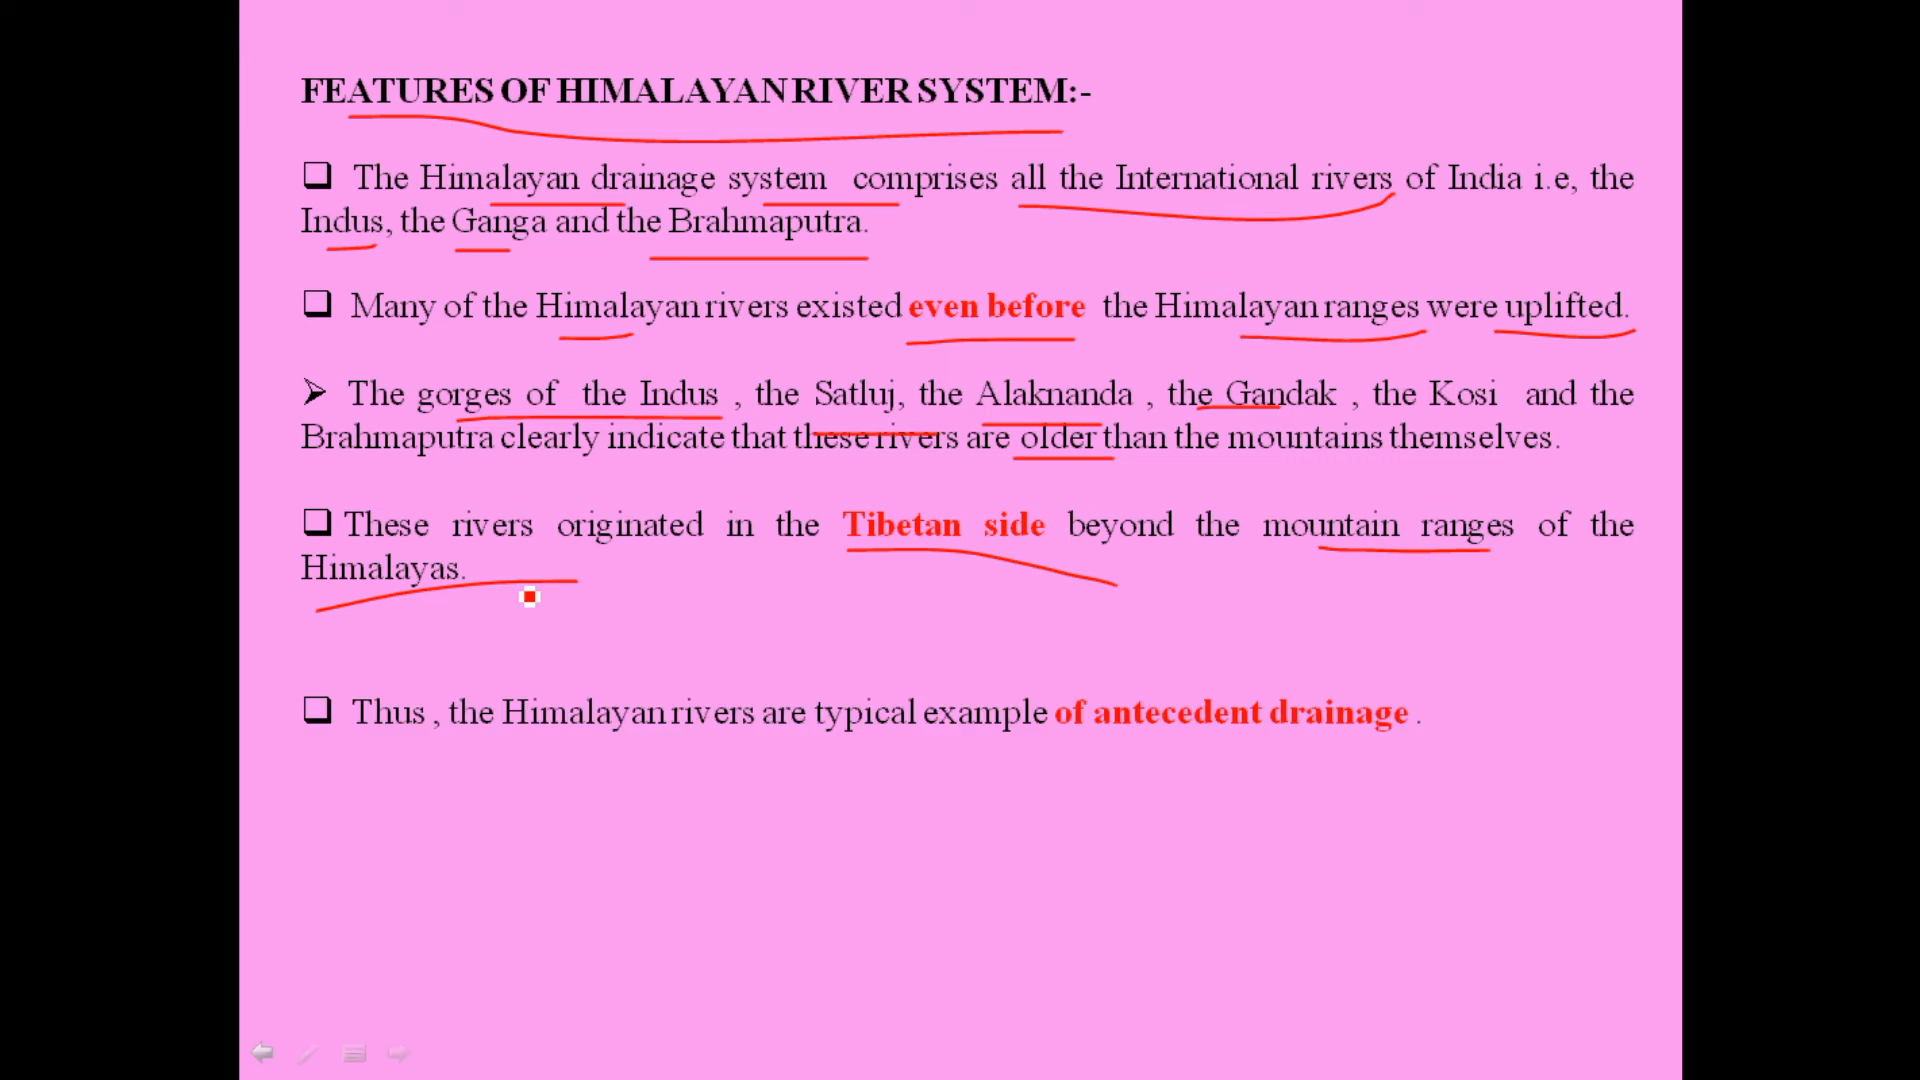 FEATURES OF HIMALAYAN RIVER SYSTEM:-
❑ The Himalayan drainage system comprises all the International rivers of India i.e, the
Indus, the Ganga and the Brahmaputra.
❑ Many of the Himalayan rivers existed even before the Himalayan ranges were uplifted.
➢ The gorges of the Indus , the Satluj, the Alaknanda , the Gandak , the Kosi and the
Brahmaputra clearly indicate that these rivers are older than the mountains themselves.
❑ These rivers originated in the Tibetan side beyond the mountain ranges of the
Himalayas.
❑ Thus , the Himalayan rivers are typical example of antecedent drainage .